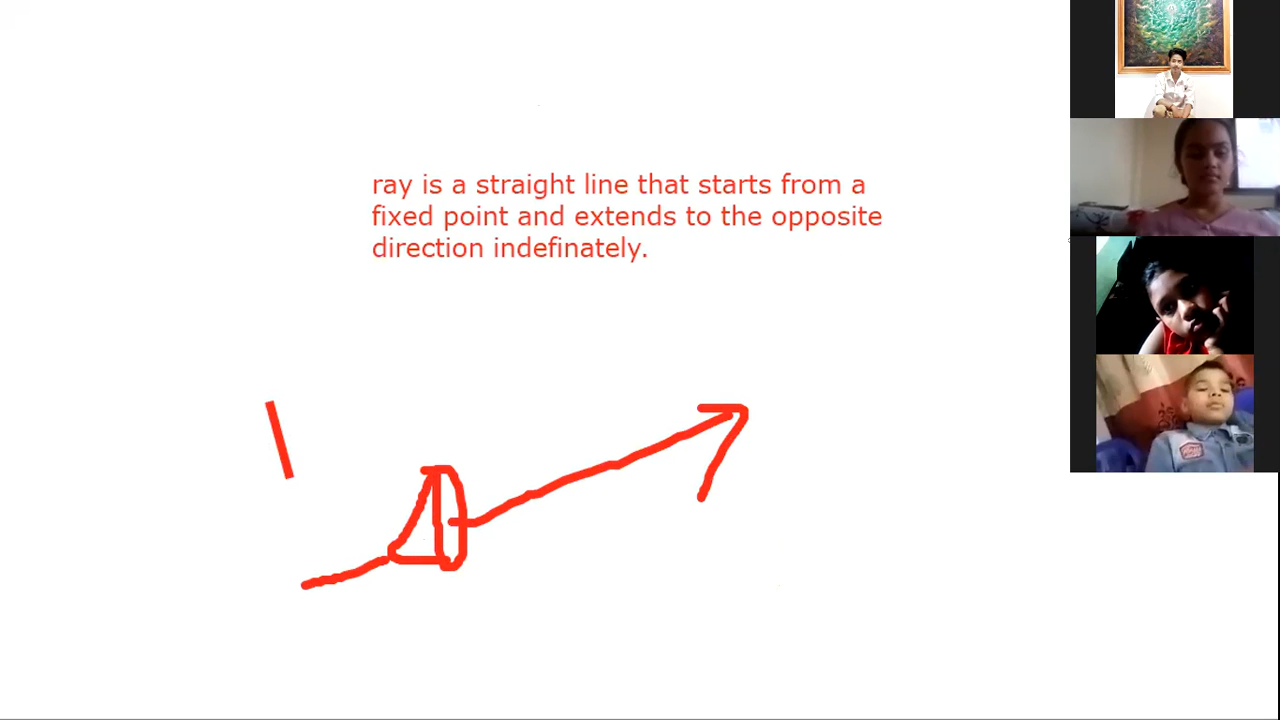 ray is a straight line that starts from a
fixed point and extends to the opposite
direction indefinately.